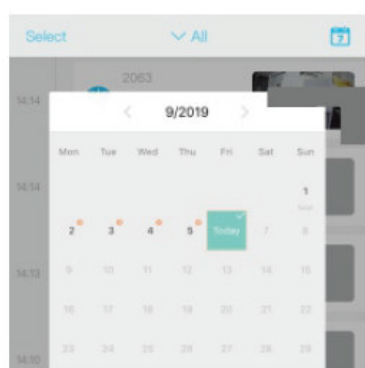 Select All 7
2063
14:14
9/2019
Mon Tue Wed Thu Fri Sat Sun
14:14
1
2 3 4 5 Today 7 8
14:13
9 10 11 12 13 14 15
16 17 18 19 20 21 22
23 24 25 26 27 28 29
14:10